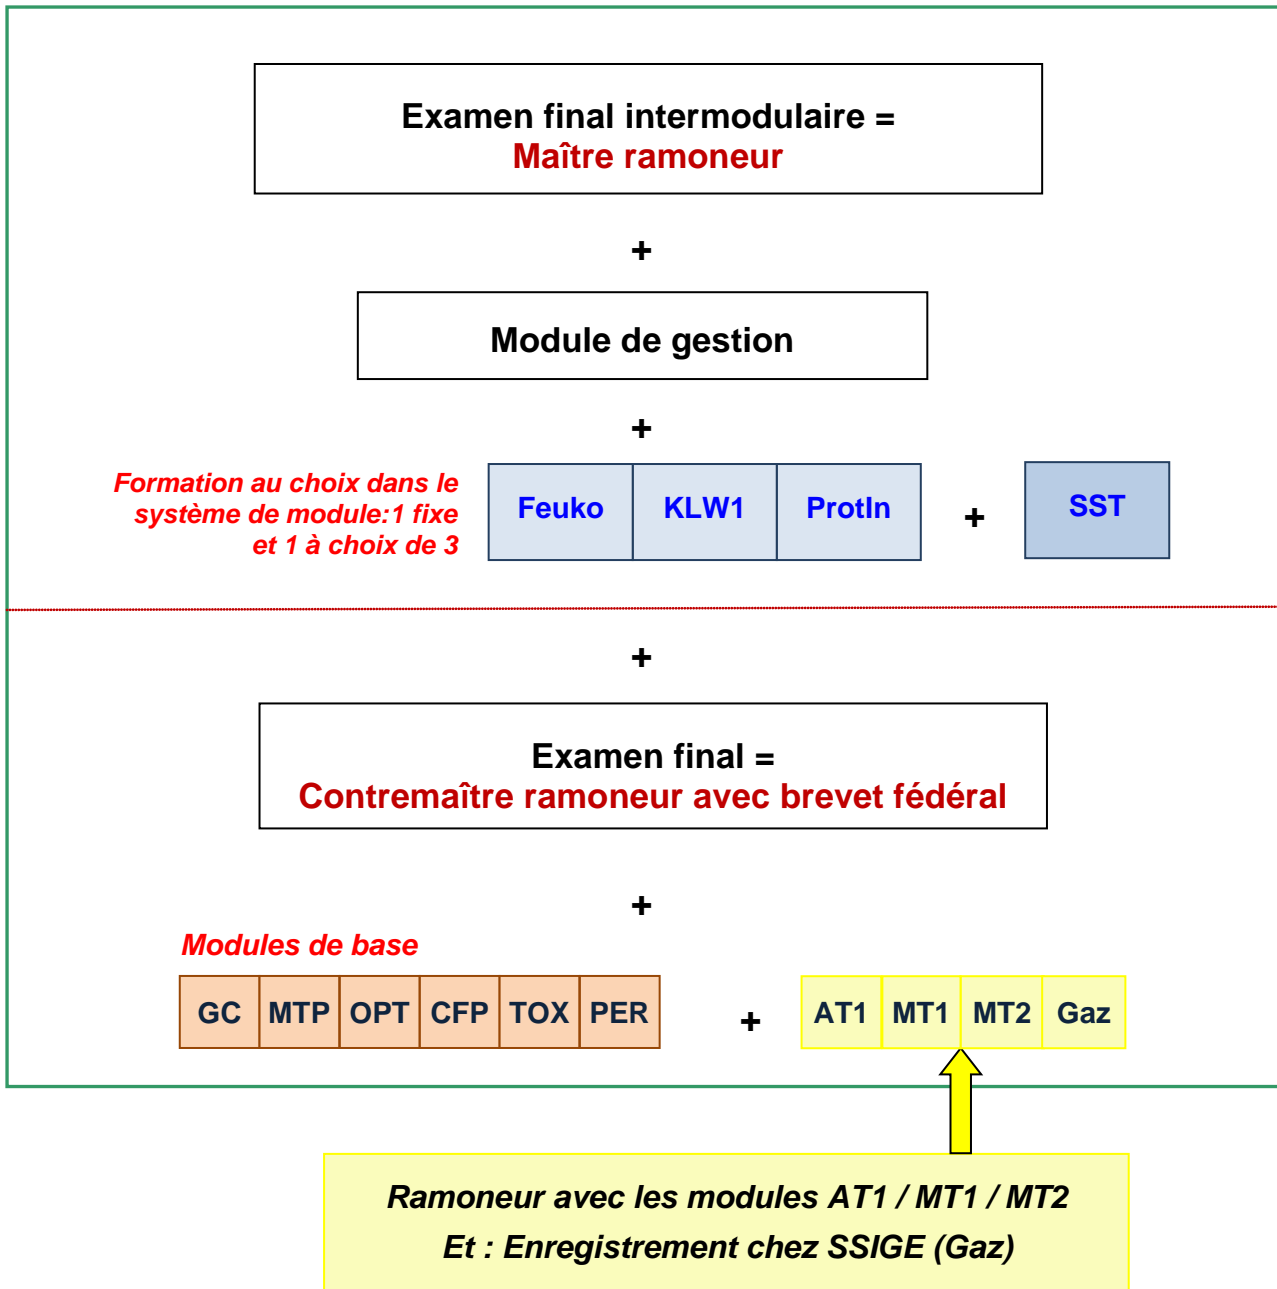 Examen final intermodulaire =
Maître ramoneur
+
Module de gestion
+
Formation au choix dans le
système de module:1 fixe
et 1 à choix de 3
Feuko KLW1 ProtIn + SST
+
Examen final =
Contremaître ramoneur avec brevet fédéral
+
Modules de base
GC MTP OPT CFP TOX PER + AT1 MT1 MT2 Gaz
Ramoneur avec les modules AT1 / MT1 / MT2
Et : Enregistrement chez SSIGE (Gaz)